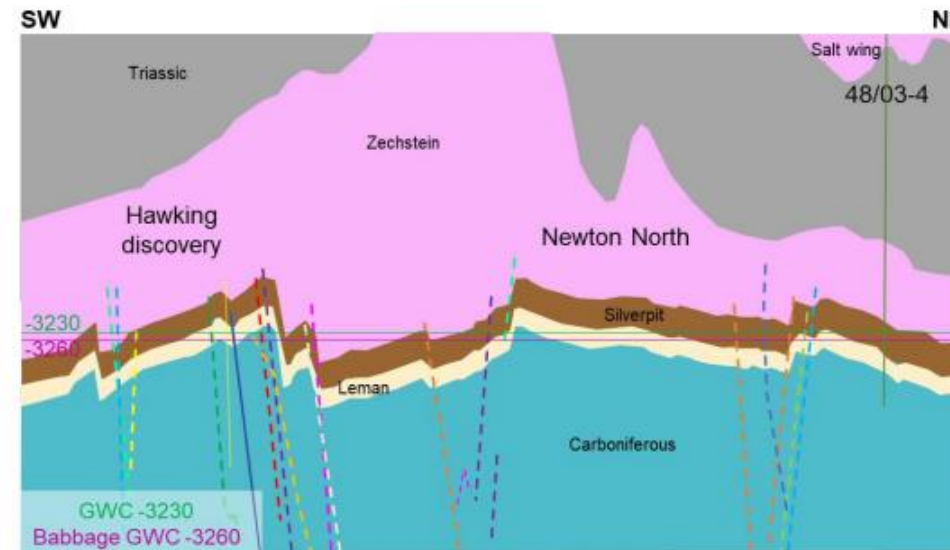 SW
N
Triassic
Salt wing
48/03-4
Zechstein
Hawking
discovery
Newton North
-3230
-3260
Silverpit
Leman
Carboniferous
GWC -3230
Babbage GWC -3260